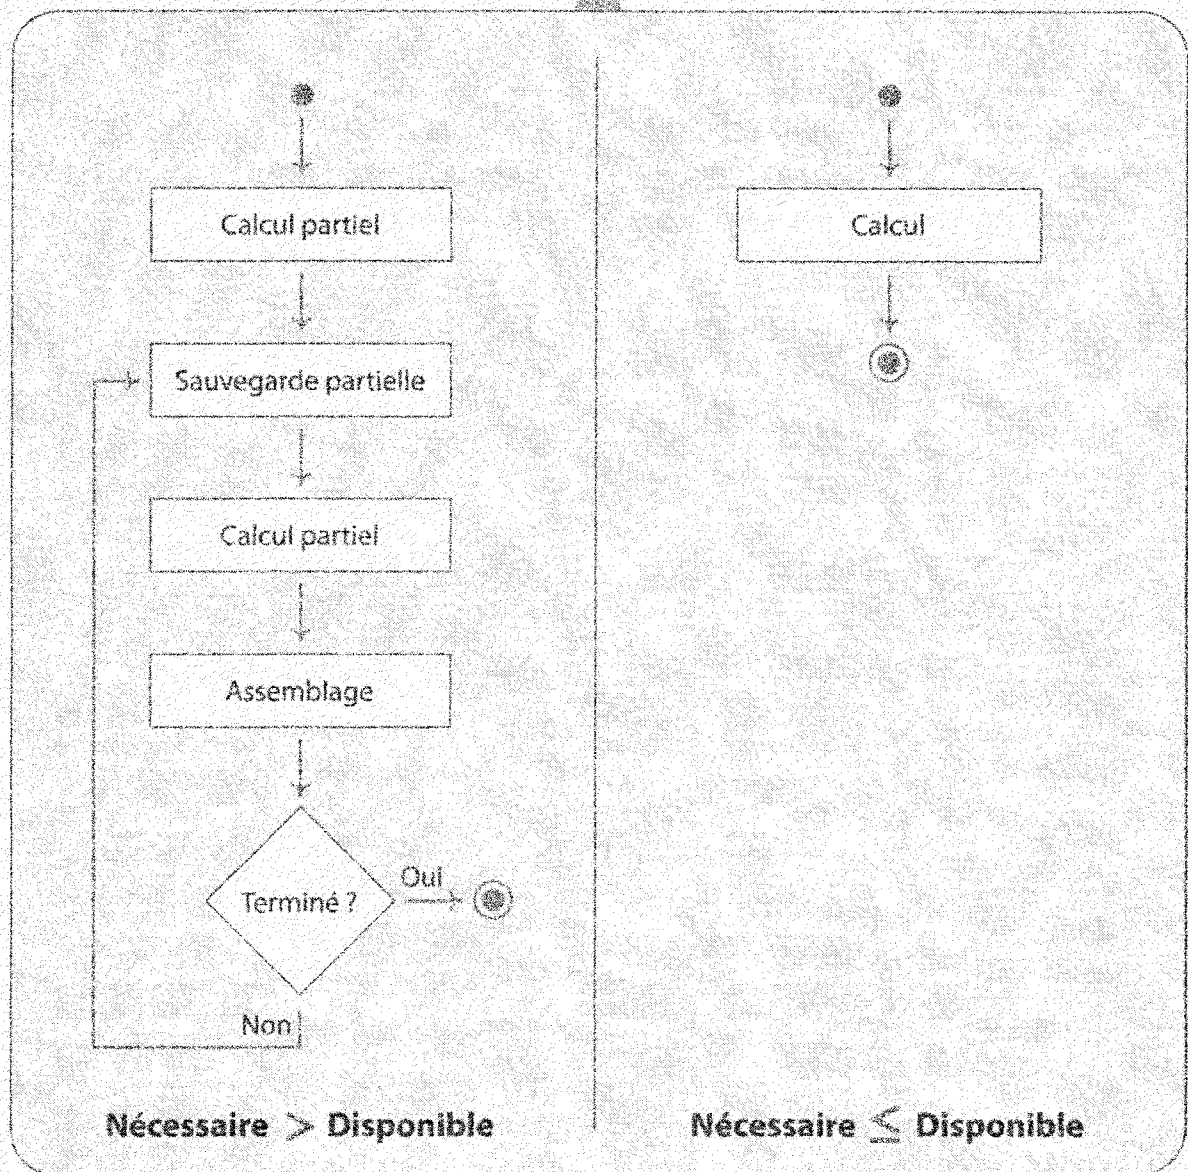 Calcul partiel
Sauvegarde partielle
Calcul partiel
Assemblage
Terminé ?
Oui
Non
Nécessaire > Disponible
Calcul
Nécessaire ≤ Disponible